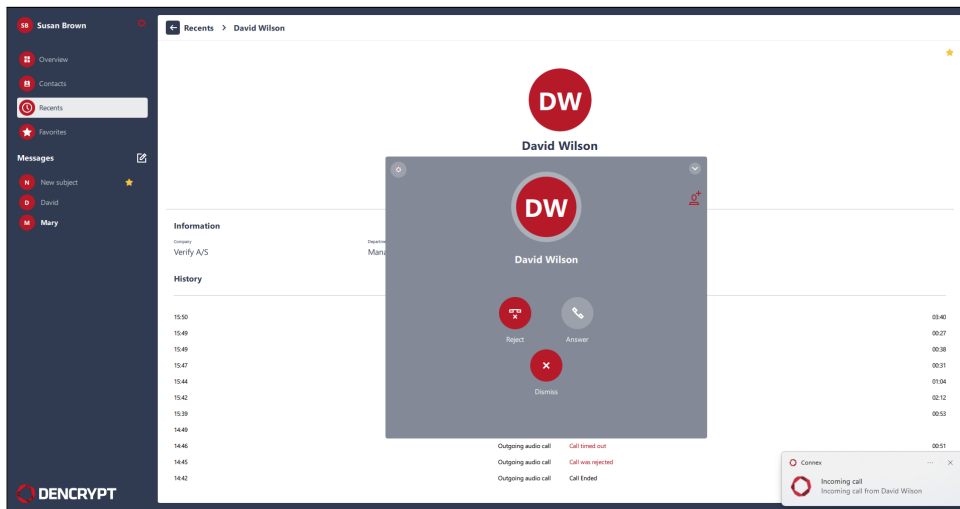 SB Susan Brown
Overview
Contacts
Recents
Favorites
Messages
N New subject
D David
M Mary
DENCRYPT
Recents > David Wilson
DW
David Wilson
Information
Company
Verify A/S
History
15:50 03:40
15:49 00:27
15:49 00:38
15:47 00:31
15:44 01:04
15:42 02:12
15:39 00:53
14:49
14:46 Outgoing audio call Call timed out 00:51
14:45 Outgoing audio call Call was rejected
14:42 Outgoing audio call Call Ended
DW
David Wilson
Reject Answer
Dismiss
Connex
Incoming call
Incoming call from David Wilson